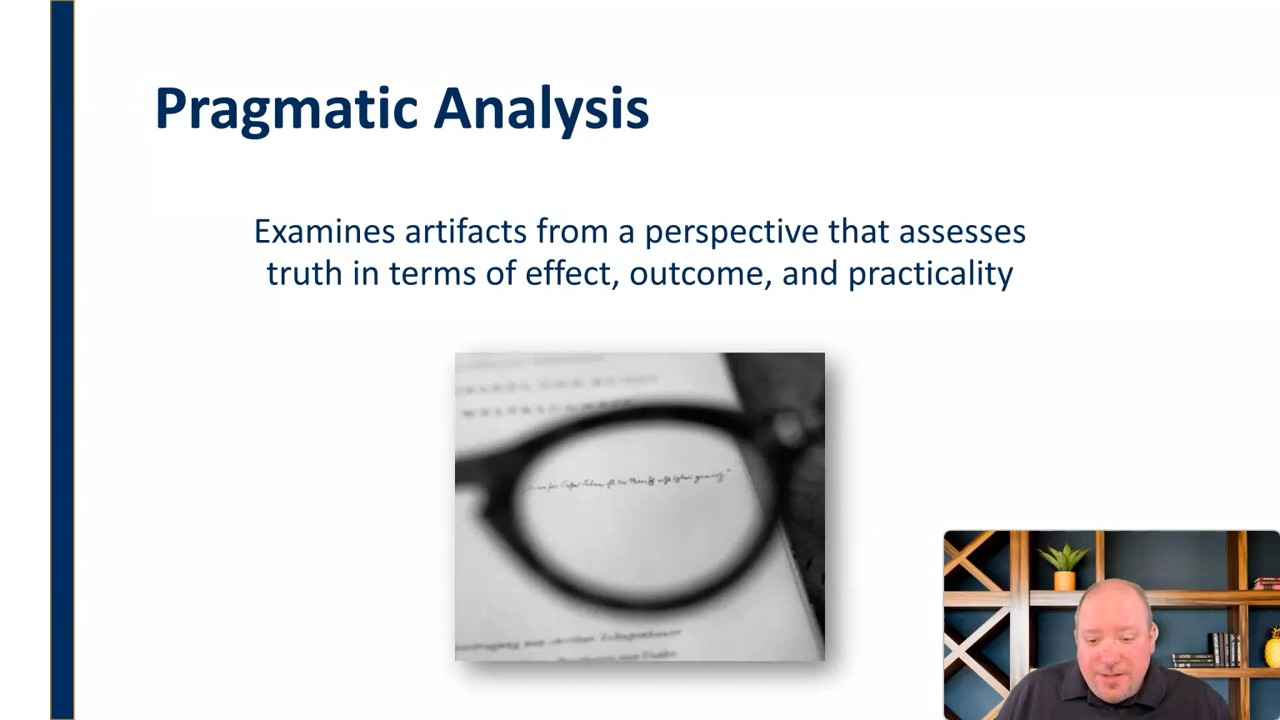 Pragmatic Analysis
Examines artifacts from a perspective that assesses
truth in terms of effect, outcome, and practicality